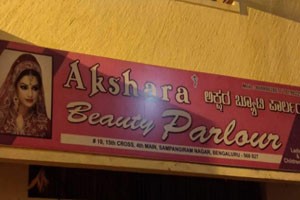 Akshara ಅಕ್ಷರ ಬ್ಯೂಟಿ ಪಾರ್ಲರ್
Beauty Parlour
# 18, 15th CROSS, 4th MAIN, SAMPANGIRAM NAGAR, BENGALURU - 560 027